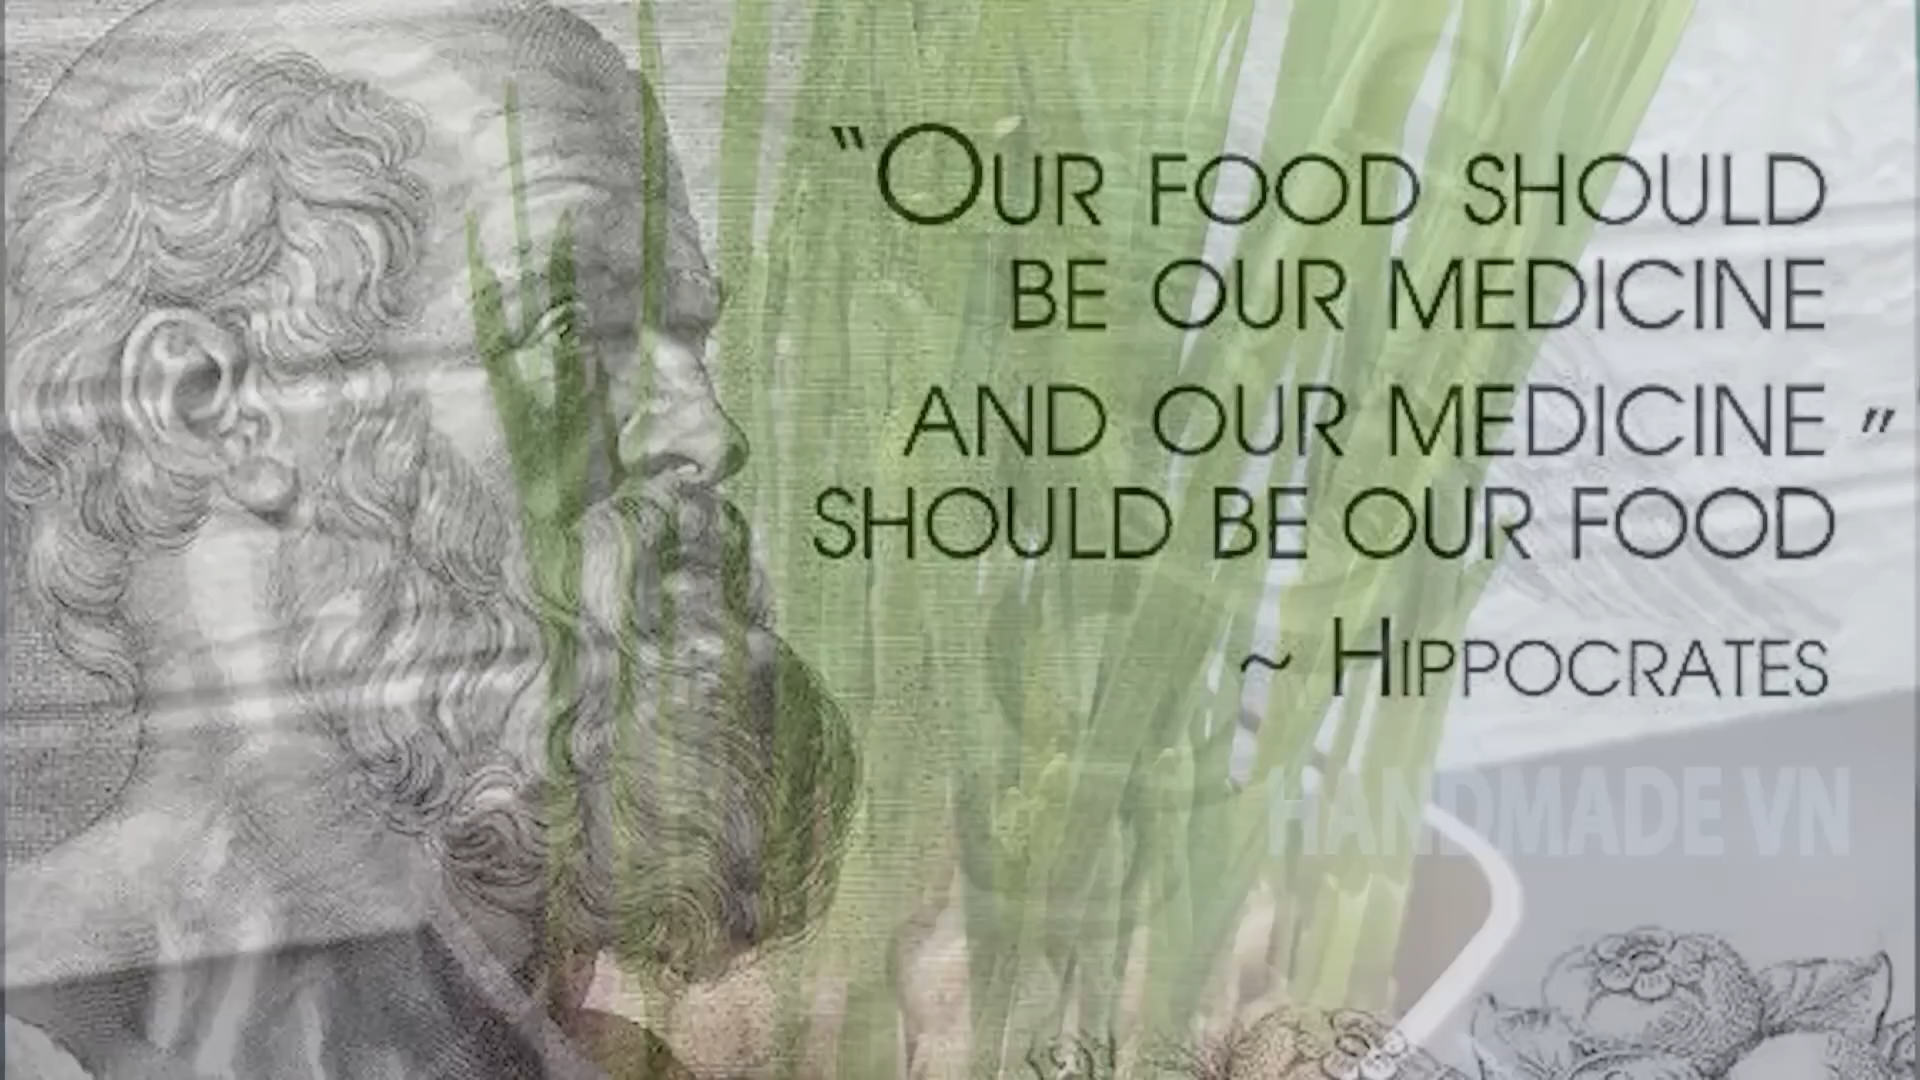 "OUR FOOD SHOULD
BE OUR MEDICINE
AND OUR MEDICINE"
SHOULD BE OUR FOOD
~ HIPPOCRATES
HANDMADE VN